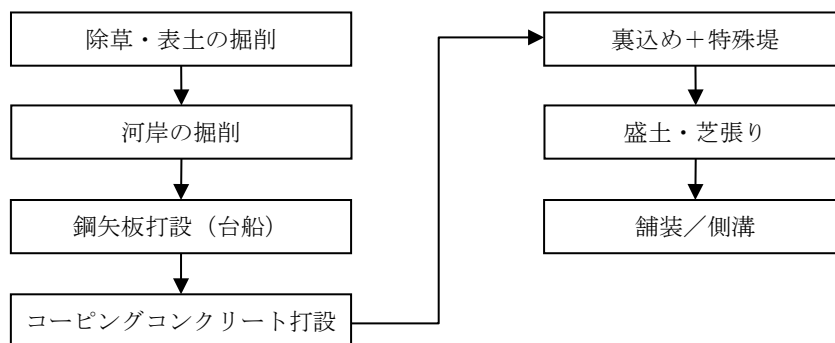 除草・表土の掘削
河岸の掘削
鋼矢板打設（台船）
コーピングコンクリート打設
裏込め＋特殊堤
盛土・芝張り
舗装／側溝